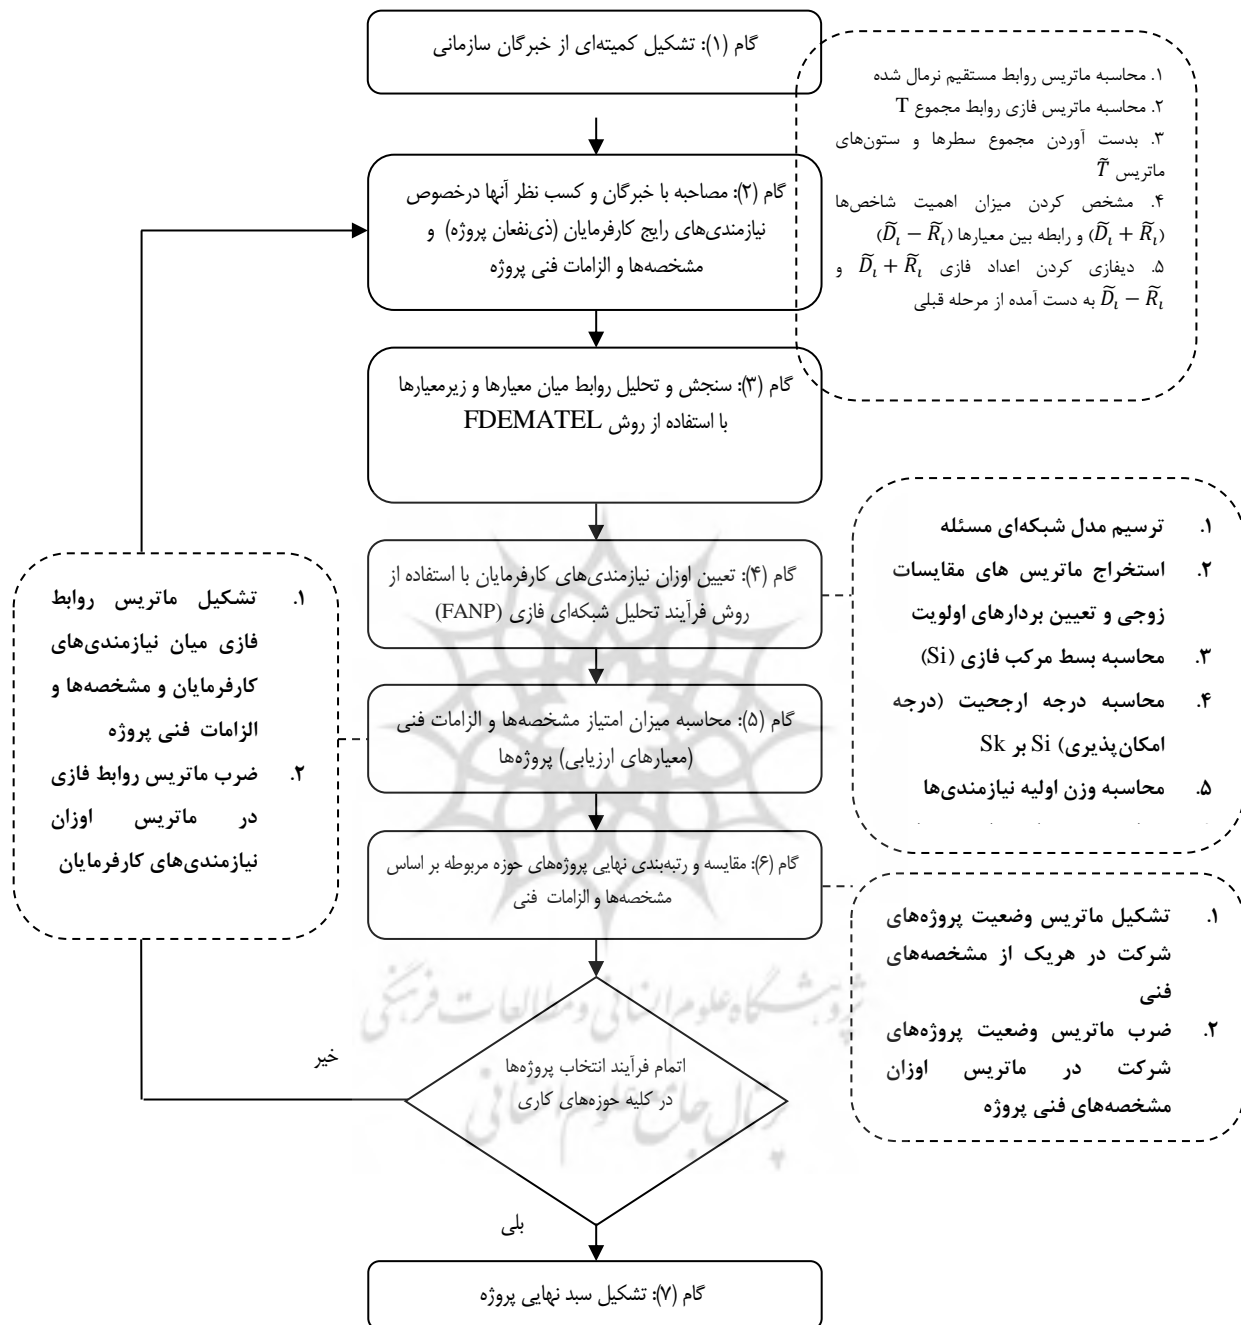 گام (۱): تشکیل کمیته‌ای از خبرگان سازمانی
۱. محاسبه ماتریس روابط مستقیم نرمال شده
۲. محاسبه ماتریس فازی روابط مجموع T
۳. بدست آوردن مجموع سطرها و ستون‌های
ماتریس T̃
۴. مشخص کردن میزان اهمیت شاخص‌ها
(D̃ᵢ + R̃ᵢ) و رابطه بین معیارها (D̃ᵢ − R̃ᵢ)
۵. دیفازی کردن اعداد فازی D̃ᵢ + R̃ᵢ و
D̃ᵢ − R̃ᵢ به دست آمده از مرحله قبلی
گام (۲): مصاحبه با خبرگان و کسب نظر آنها درخصوص
نیازمندی‌های رایج کارفرمایان (ذی‌نفعان پروژه) و
مشخصه‌ها و الزامات فنی پروژه
گام (۳): سنجش و تحلیل روابط میان معیارها و زیرمعیارها
با استفاده از روش FDEMATEL
گام (۴): تعیین اوزان نیازمندی‌های کارفرمایان با استفاده از
روش فرآیند تحلیل شبکه‌ای فازی (FANP)
۱. ترسیم مدل شبکه‌ای مسئله
۲. استخراج ماتریس های مقایسات
زوجی و تعیین بردارهای اولویت
۳. محاسبه بسط مرکب فازی (Si)
۴. محاسبه درجه ارجحیت (درجه
امکان‌پذیری) Si بر Sk
۵. محاسبه وزن اولیه نیازمندی‌ها
گام (۵): محاسبه میزان امتیاز مشخصه‌ها و الزامات فنی
(معیارهای ارزیابی) پروژه‌ها
۱. تشکیل ماتریس روابط
فازی میان نیازمندی‌های
کارفرمایان و مشخصه‌ها و
الزامات فنی پروژه
۲. ضرب ماتریس روابط فازی
در ماتریس اوزان
نیازمندی‌های کارفرمایان
گام (۶): مقایسه و رتبه‌بندی نهایی پروژه‌های حوزه مربوطه بر اساس
مشخصه‌ها و الزامات فنی
۱. تشکیل ماتریس وضعیت پروژه‌های
شرکت در هریک از مشخصه‌های
فنی
۲. ضرب ماتریس وضعیت پروژه‌های
شرکت در ماتریس اوزان
مشخصه‌های فنی پروژه
پژوهشگاه علوم انسانی و مطالعات فرهنگی
پرتال جامع علوم انسانی
اتمام فرآیند انتخاب پروژه‌ها
در کلیه حوزه‌های کاری
خیر
بلی
گام (۷): تشکیل سبد نهایی پروژه